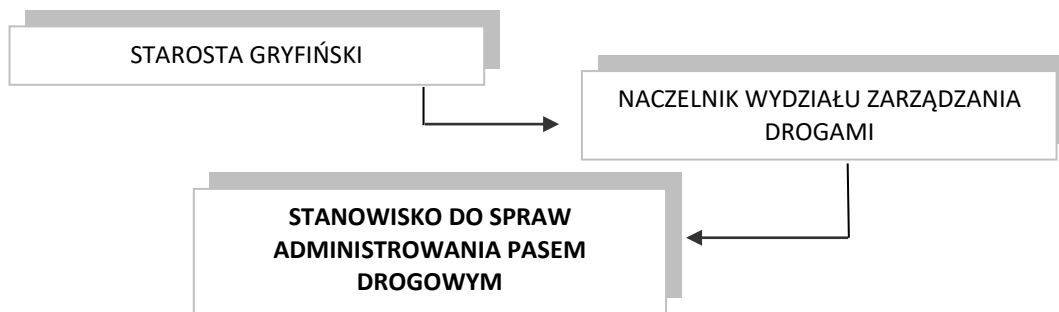 STAROSTA GRYFIŃSKI
NACZELNIK WYDZIAŁU ZARZĄDZANIA
DROGAMI
STANOWISKO DO SPRAW
ADMINISTROWANIA PASEM
DROGOWYM